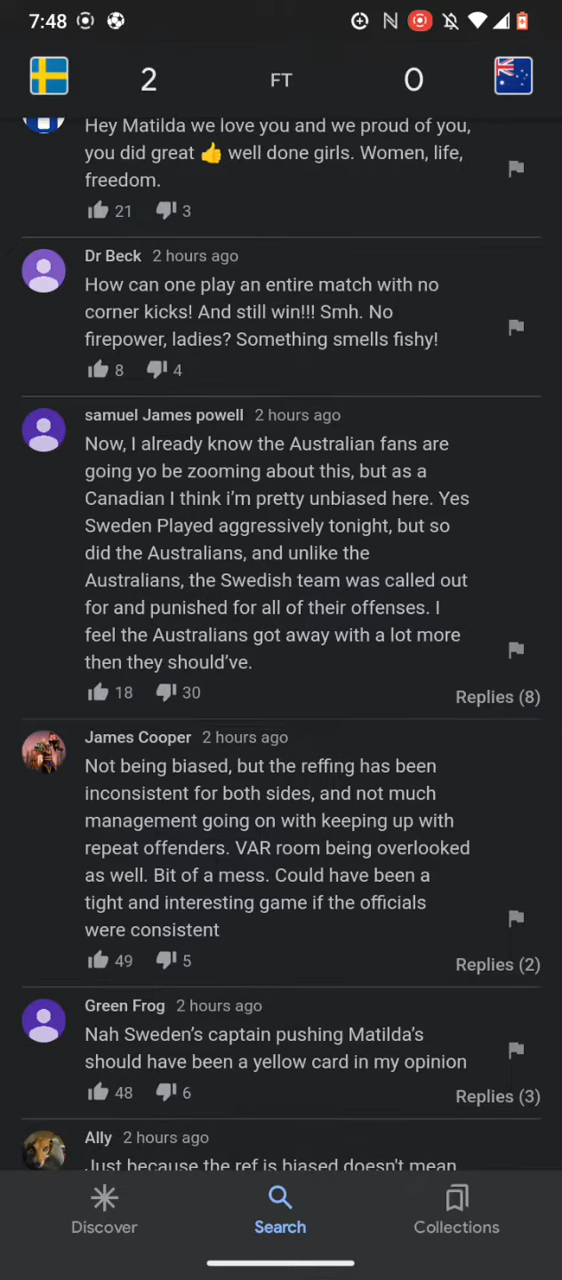 7:48
2 FT 0
Hey Matilda we love you and we proud of you,
you did great 👍 well done girls. Women, life,
freedom.
21 3
Dr Beck 2 hours ago
How can one play an entire match with no
corner kicks! And still win!!! Smh. No
firepower, ladies? Something smells fishy!
8 4
samuel James powell 2 hours ago
Now, I already know the Australian fans are
going yo be zooming about this, but as a
Canadian I think i'm pretty unbiased here. Yes
Sweden Played aggressively tonight, but so
did the Australians, and unlike the
Australians, the Swedish team was called out
for and punished for all of their offenses. I
feel the Australians got away with a lot more
then they should've.
18 30 Replies (8)
James Cooper 2 hours ago
Not being biased, but the reffing has been
inconsistent for both sides, and not much
management going on with keeping up with
repeat offenders. VAR room being overlooked
as well. Bit of a mess. Could have been a
tight and interesting game if the officials
were consistent
49 5 Replies (2)
Green Frog 2 hours ago
Nah Sweden's captain pushing Matilda's
should have been a yellow card in my opinion
48 6 Replies (3)
Ally 2 hours ago
Just because the ref is biased doesn't mean
Discover Search Collections